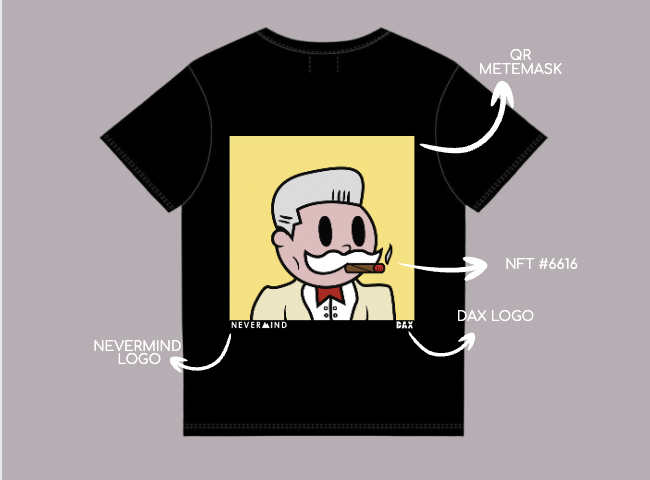 QR
METEMASK
NFT #6616
DAX LOGO
NEVERMIND
DAX
NEVERMIND
LOGO